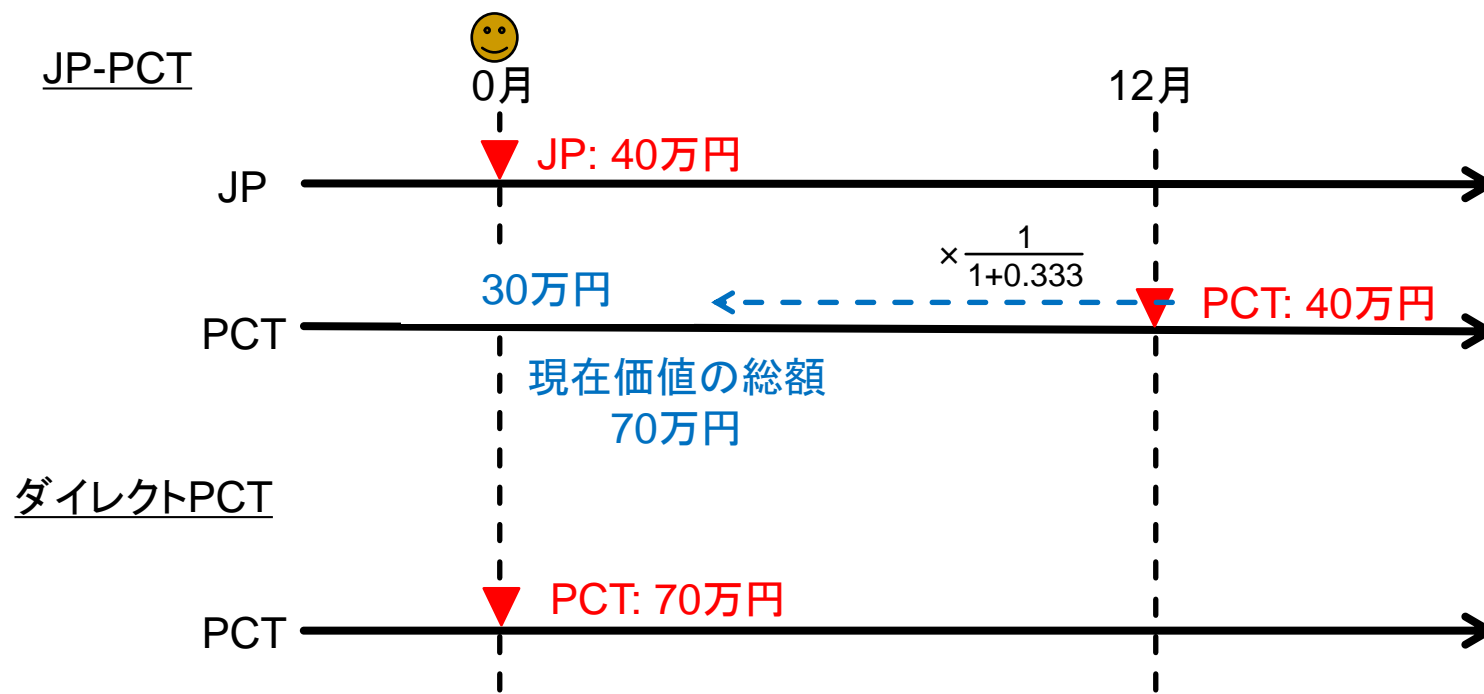 JP-PCT
0月
12月
JP: 40万円
JP
× 1/(1+0.333)
30万円
PCT: 40万円
PCT
現在価値の総額
70万円
ダイレクトPCT
PCT: 70万円
PCT